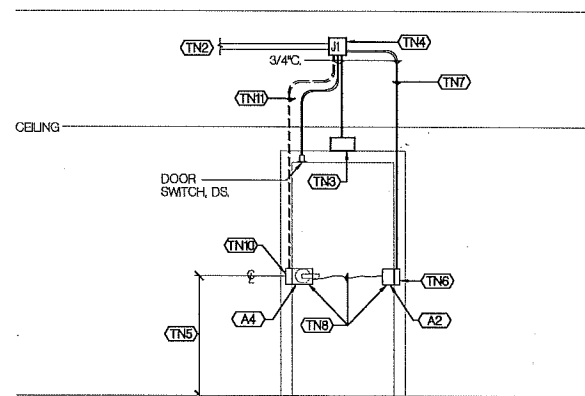 TN2
J1
TN4
3/4"C.
TN7
TN11
CEILING
DOOR
SWITCH, DS.
TN3
TN10
℄
TN6
A4
TN8
A2
TN5